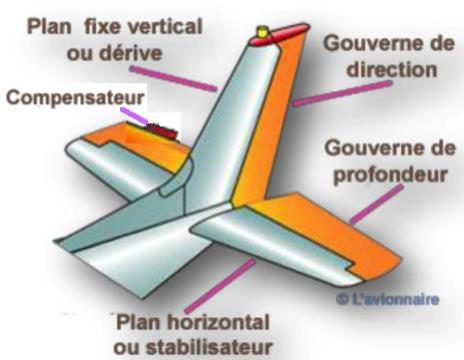 Plan fixe vertical
ou dérive
Gouverne de
direction
Compensateur
Gouverne de
profondeur
© L'avionnaire
Plan horizontal
ou stabilisateur